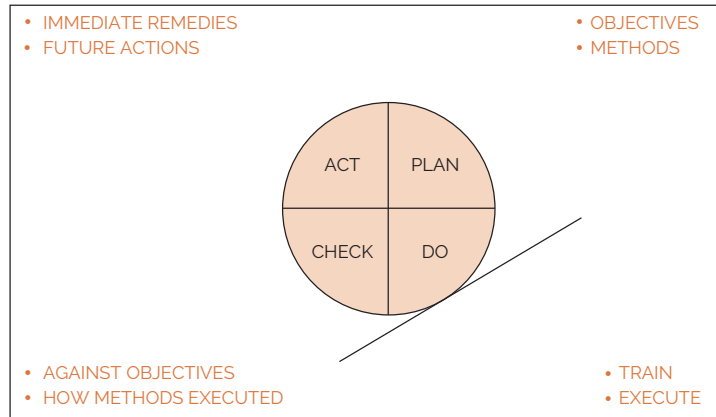 • IMMEDIATE REMEDIES
• FUTURE ACTIONS
• OBJECTIVES
• METHODS
ACT
PLAN
CHECK
DO
• AGAINST OBJECTIVES
• HOW METHODS EXECUTED
• TRAIN
• EXECUTE